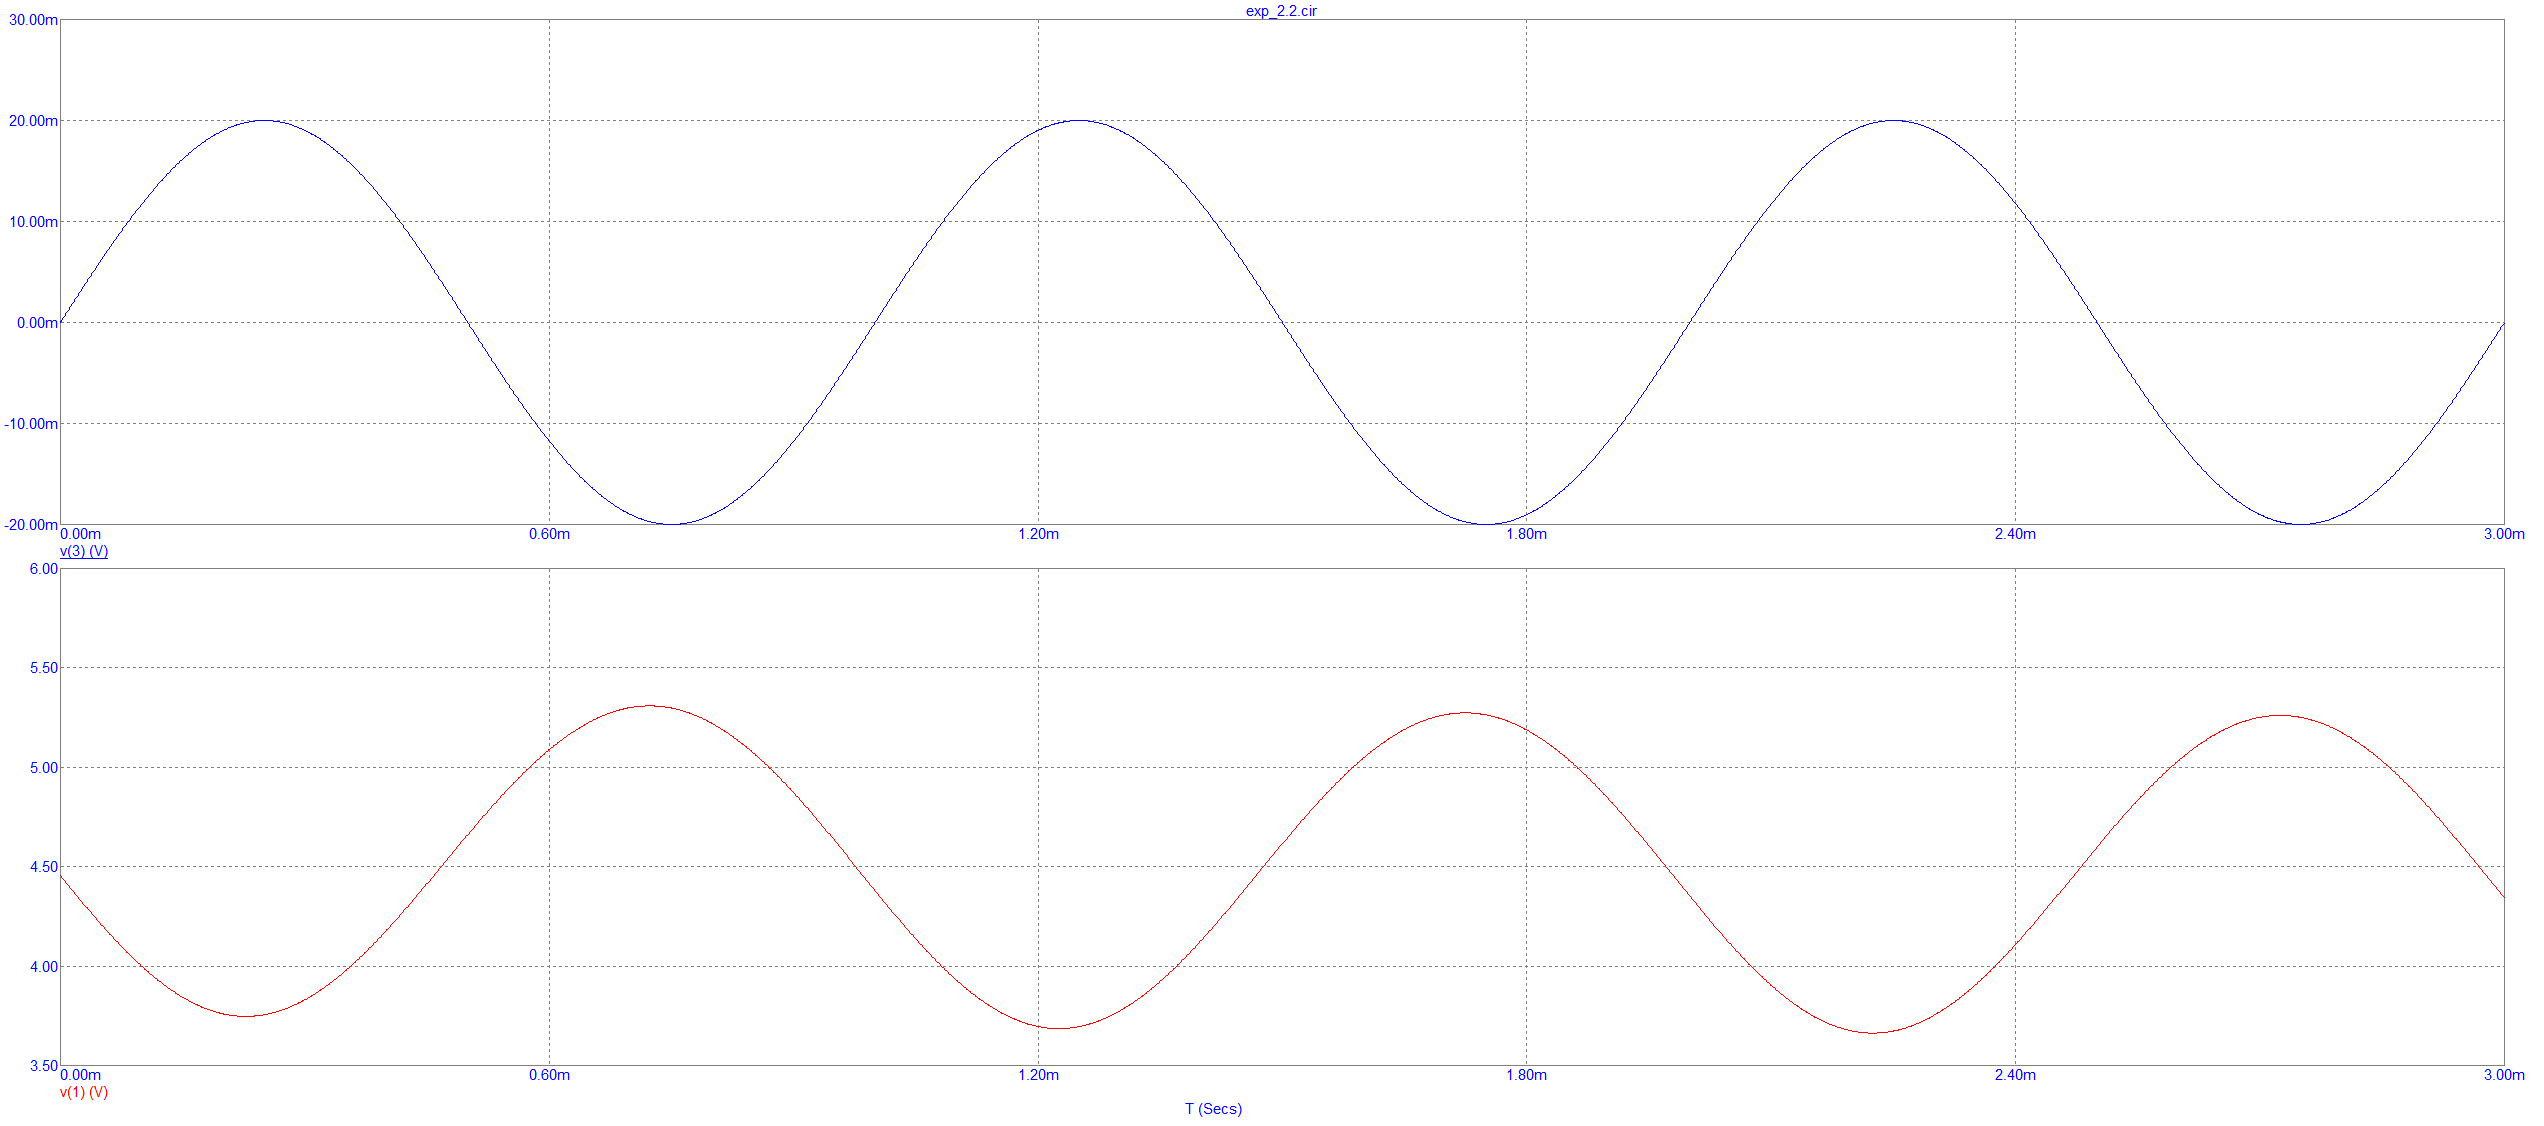 exp_2.2.cir
30.00m
20.00m
10.00m
0.00m
-10.00m
-20.00m
0.00m 0.60m 1.20m 1.80m 2.40m 3.00m
v(3) (V)
6.00
5.50
5.00
4.50
4.00
3.50
0.00m 0.60m 1.20m 1.80m 2.40m 3.00m
v(1) (V)
T (Secs)